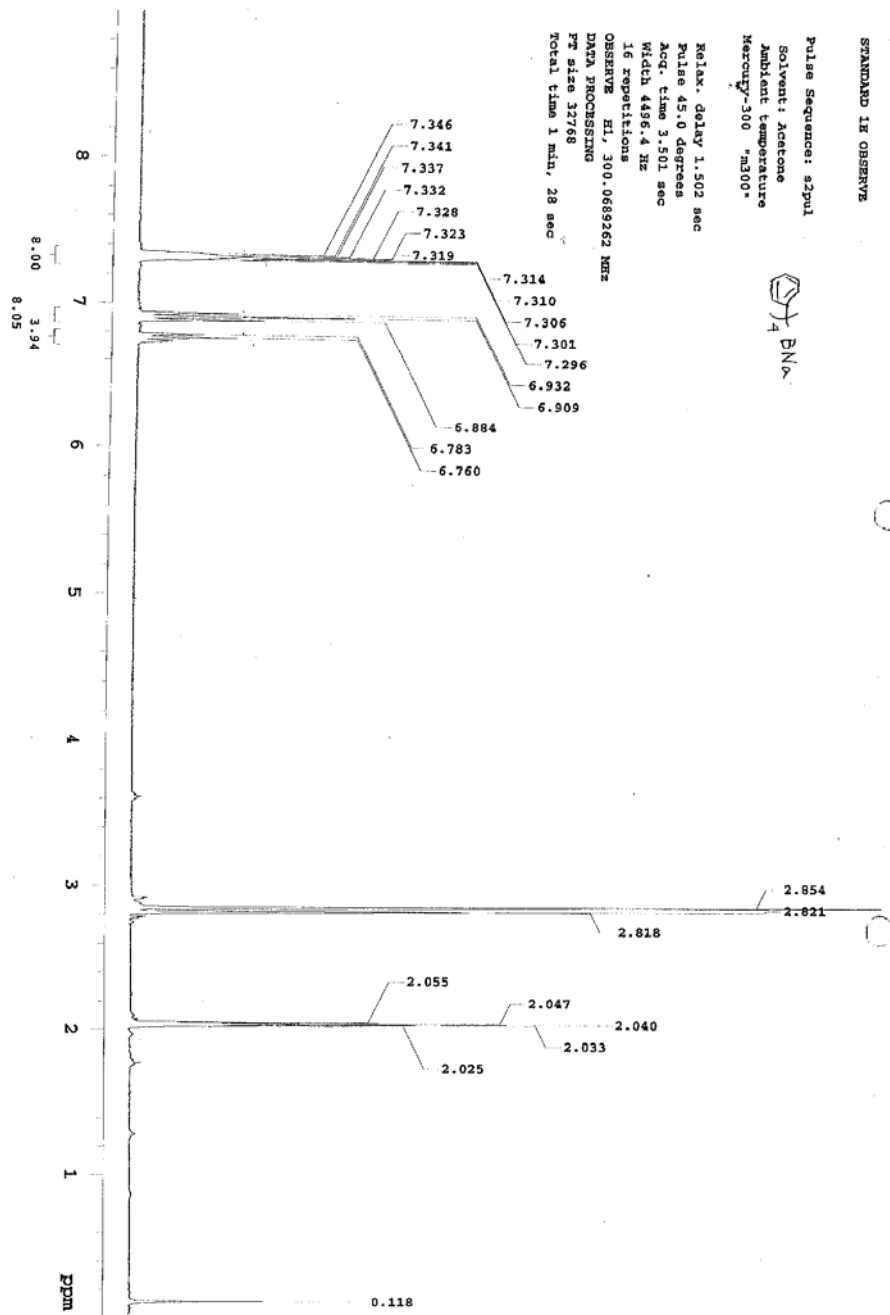 STANDARD 1H OBSERVE
Pulse Sequence: s2pul
Solvent: Acetone
Ambient temperature
Mercury-300 "m300"
Relax. delay 1.502 sec
Pulse 45.0 degrees
Acq. time 3.501 sec
Width 4496.4 Hz
16 repetitions
OBSERVE H1, 300.0689262 MHz
DATA PROCESSING
FT size 32768
Total time 1 min, 28 sec
4 BNa
7.346
7.341
7.337
7.332
7.328
7.323
7.319
7.314
7.310
7.306
7.301
7.296
6.932
6.909
6.884
6.783
6.760
2.854
2.821
2.818
2.055
2.047
2.040
2.033
2.025
0.118
8
7
6
5
4
3
2
1
ppm
8.00
8.05
3.94